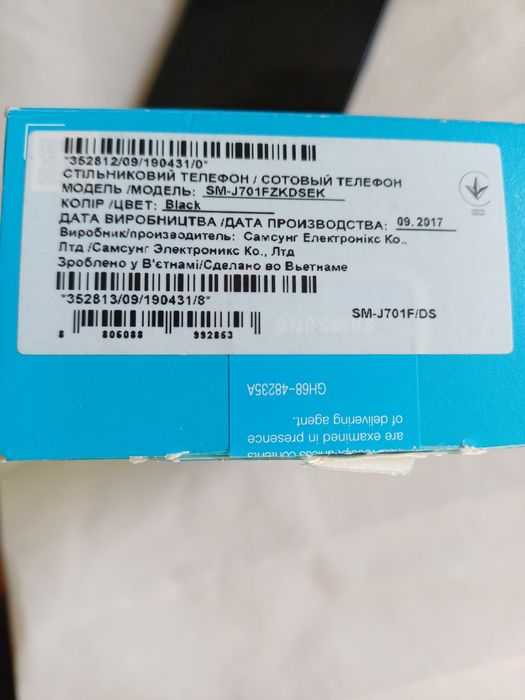 *352812/09/190431/0*
СТІЛЬНИКОВИЙ ТЕЛЕФОН / СОТОВЫЙ ТЕЛЕФОН
МОДЕЛЬ /МОДЕЛЬ: SM-J701FZKDSEK
КОЛІР /ЦВЕТ: Black
ДАТА ВИРОБНИЦТВА /ДАТА ПРОИЗВОДСТВА: 09.2017
Виробник/производитель: Самсунг Електронікс Ко.,
Лтд /Самсунг Электроникс Ко., Лтд
Зроблено у В'єтнамі/Сделано во Вьетнаме
*352813/09/190431/8*
SM-J701F/DS
8 806088 992863
SAMSUNG
GH68-48235A
of delivering agent.
are examined in presence
contents